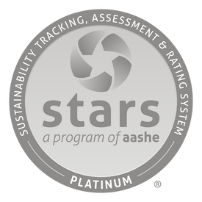 SUSTAINABILITY TRACKING, ASSESSMENT & RATING SYSTEM
stars
a program of aashe
PLATINUM
®